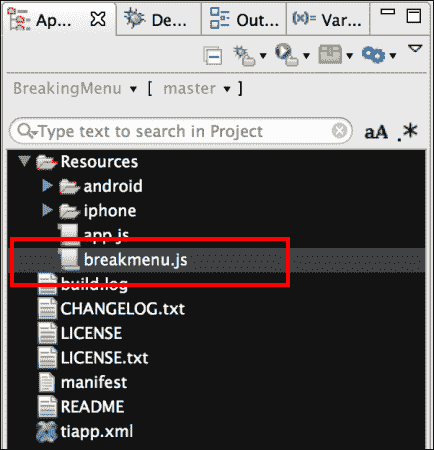 Ap... De... Out... (x)= Var...
BreakingMenu [ master ]
Type text to search in Project aA .*
Resources
android
iphone
app.js
breakmenu.js
build.log
CHANGELOG.txt
LICENSE
LICENSE.txt
manifest
README
tiapp.xml